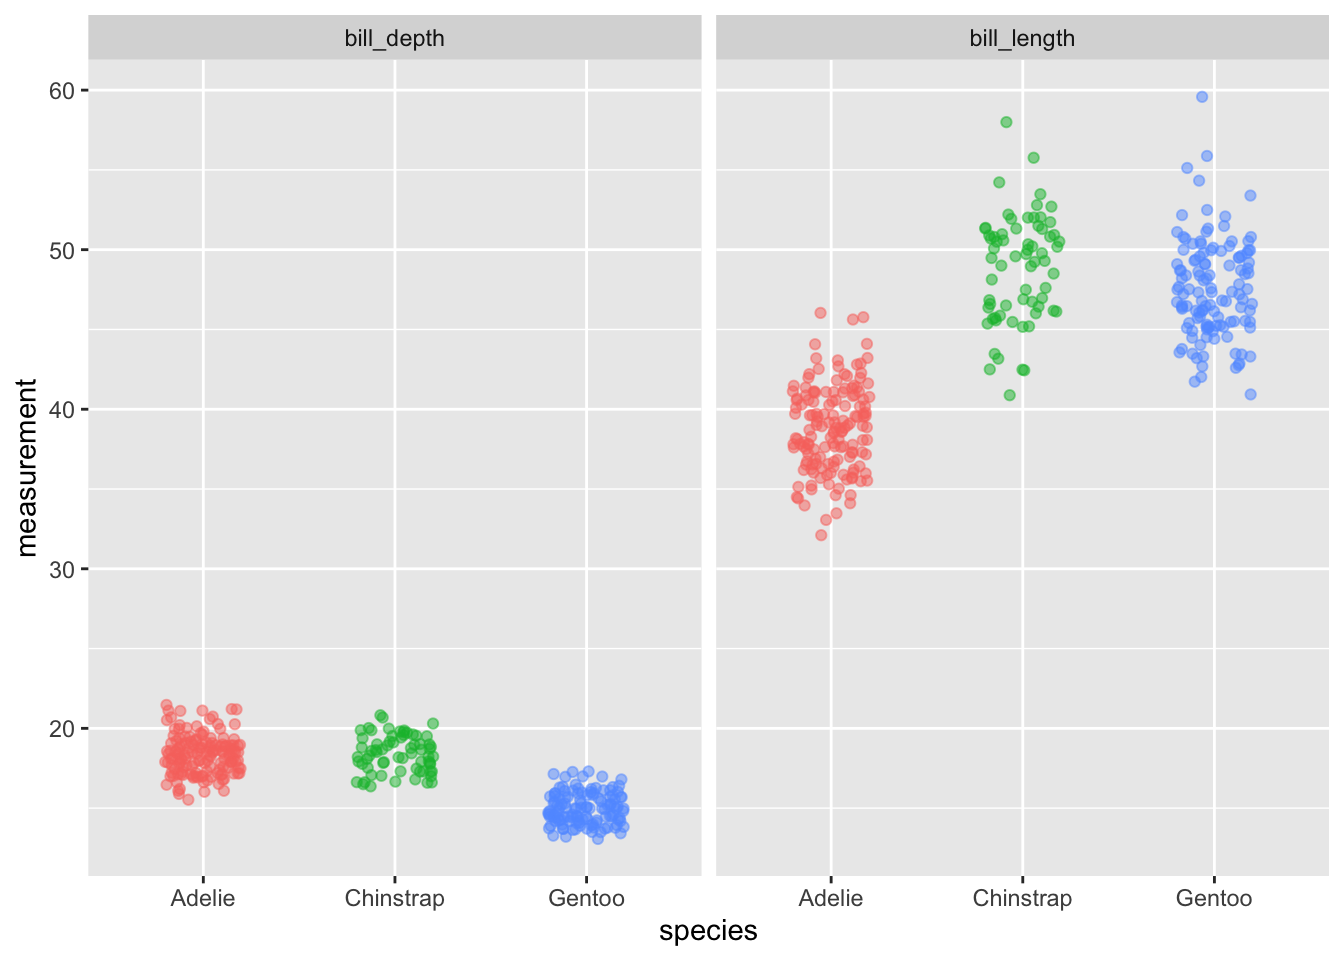 bill_depth
bill_length
measurement
60
50
40
30
20
Adelie
Chinstrap
Gentoo
Adelie
Chinstrap
Gentoo
species